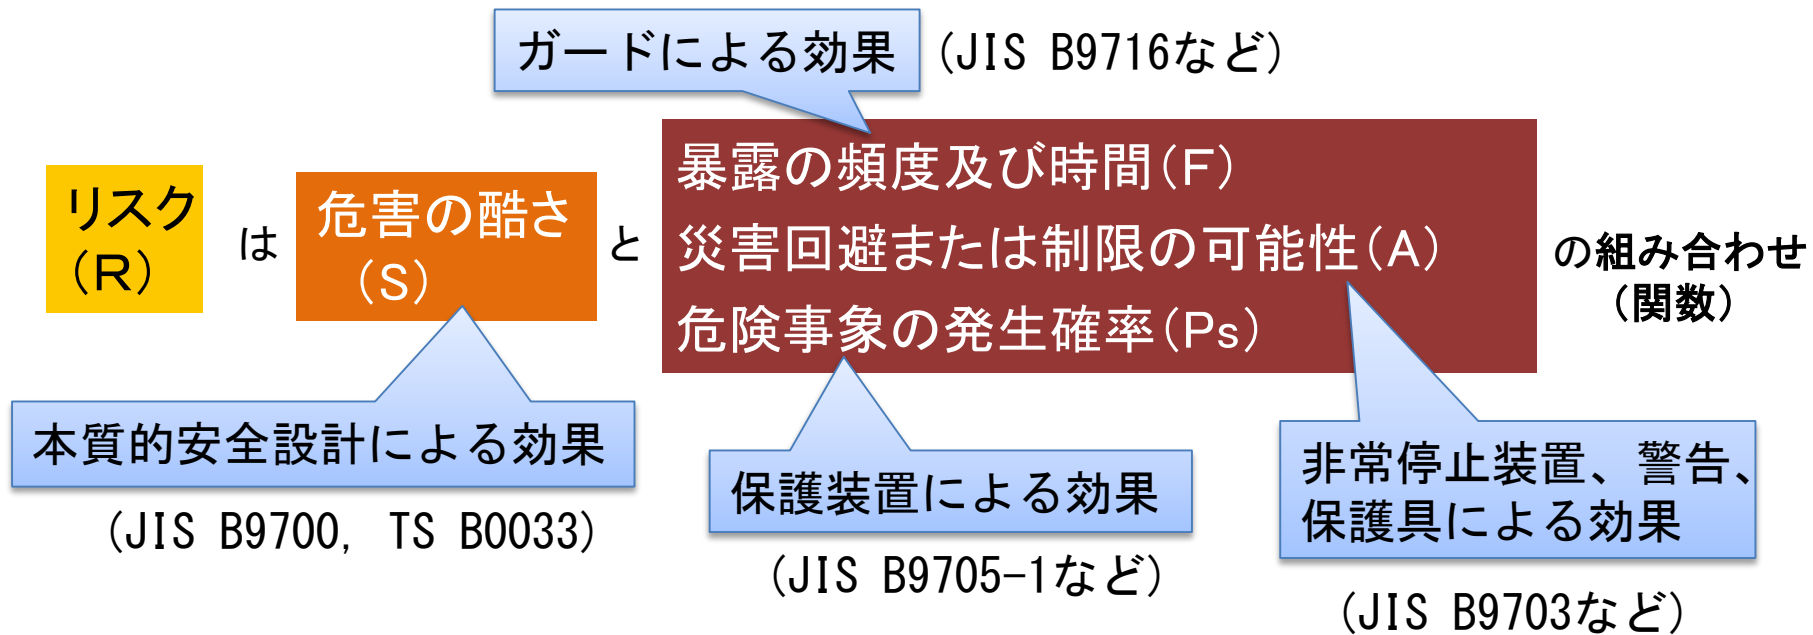 ガードによる効果
(JIS B9716など)
リスク
(R)
は
危害の酷さ
(S)
と
暴露の頻度及び時間(F)
災害回避または制限の可能性(A)
危険事象の発生確率(Ps)
の組み合わせ
(関数)
本質的安全設計による効果
(JIS B9700, TS B0033)
保護装置による効果
(JIS B9705-1など)
非常停止装置、警告、
保護具による効果
(JIS B9703など)